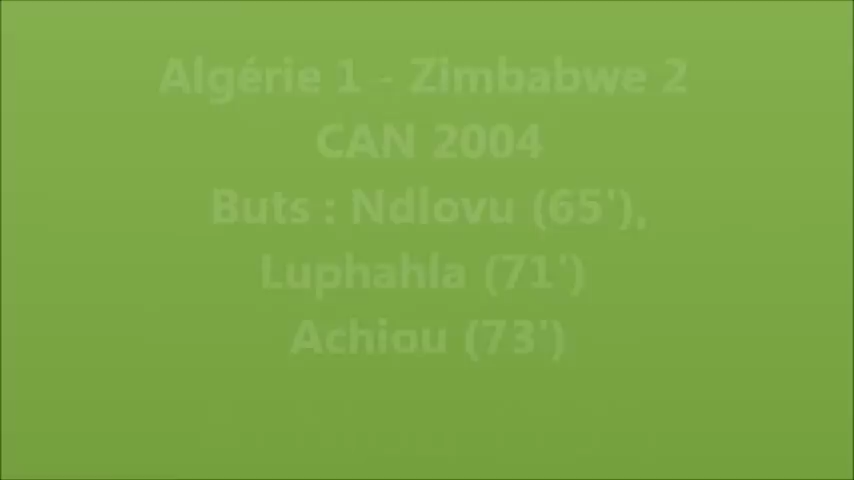 Algérie 1 - Zimbabwe 2
CAN 2004
Buts : Ndlovu (65'),
Luphahla (71')
Achiou (73')